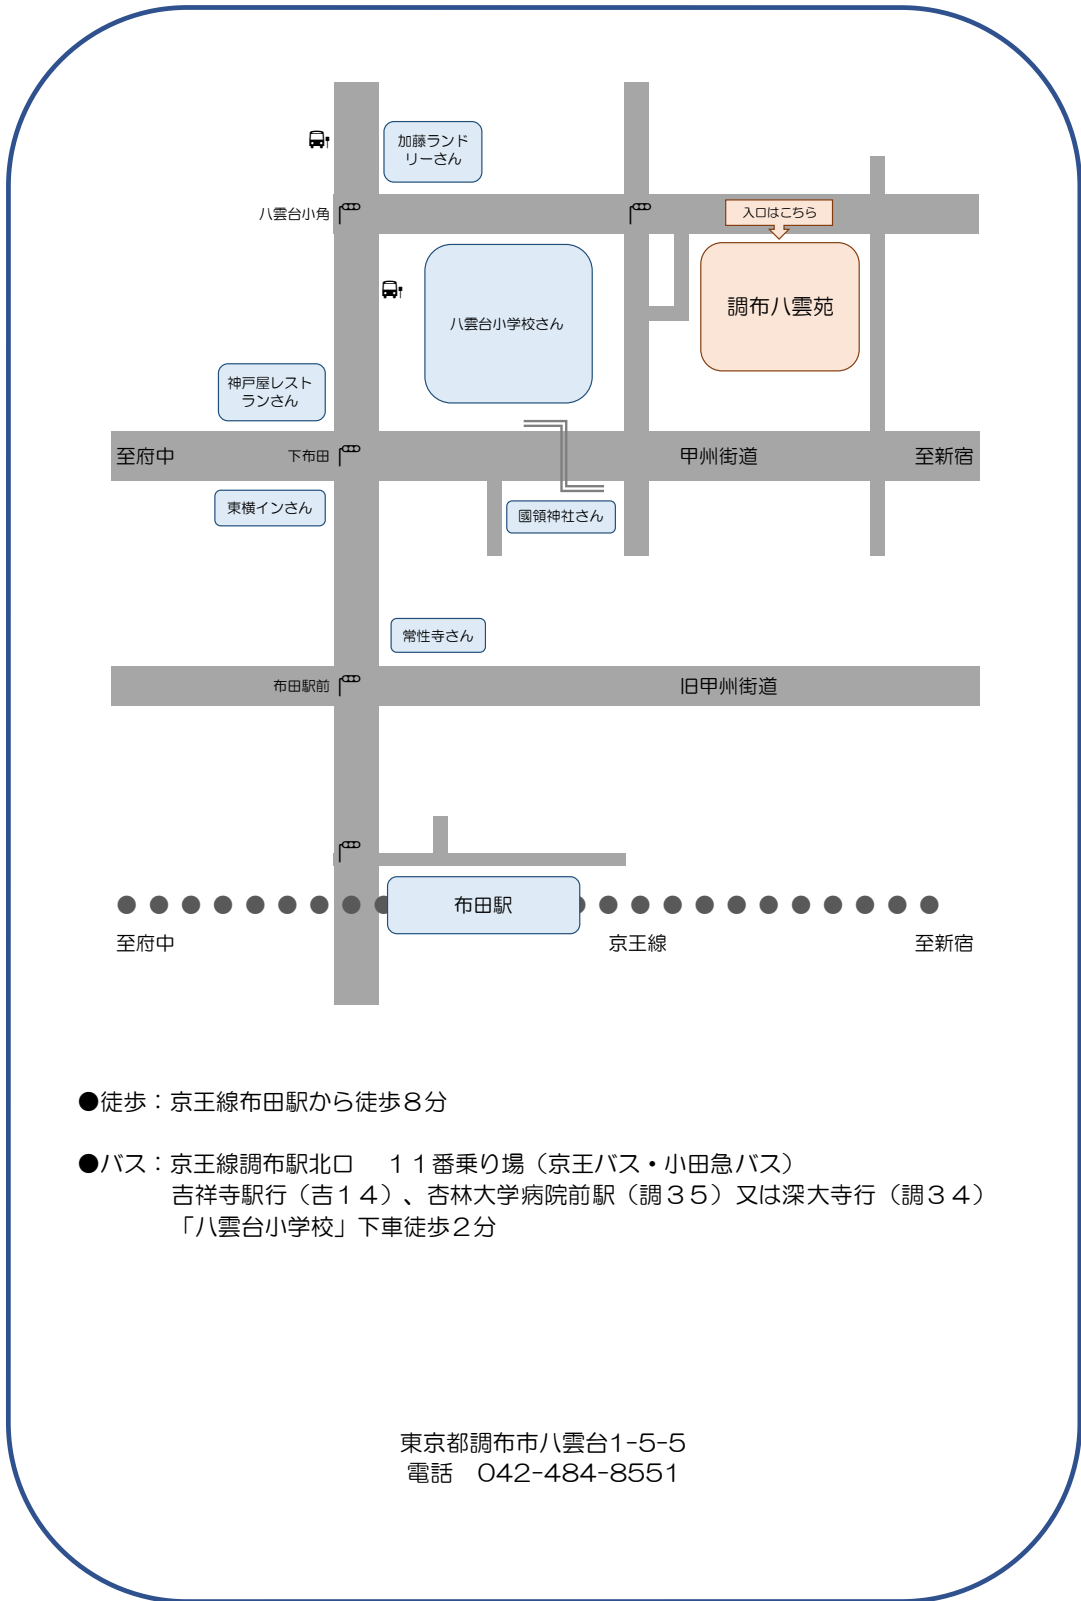 加藤ランド
リーさん
八雲台小角
入口はこちら
八雲台小学校さん
調布八雲苑
神戸屋レスト
ランさん
至府中
下布田
甲州街道
至新宿
東横インさん
國領神社さん
常性寺さん
布田駅前
旧甲州街道
布田駅
至府中
京王線
至新宿
●徒歩：京王線布田駅から徒歩８分
●バス：京王線調布駅北口　１１番乗り場（京王バス・小田急バス）
吉祥寺駅行（吉１４）、杏林大学病院前駅（調３５）又は深大寺行（調３４）
「八雲台小学校」下車徒歩２分
東京都調布市八雲台1-5-5
電話　042-484-8551